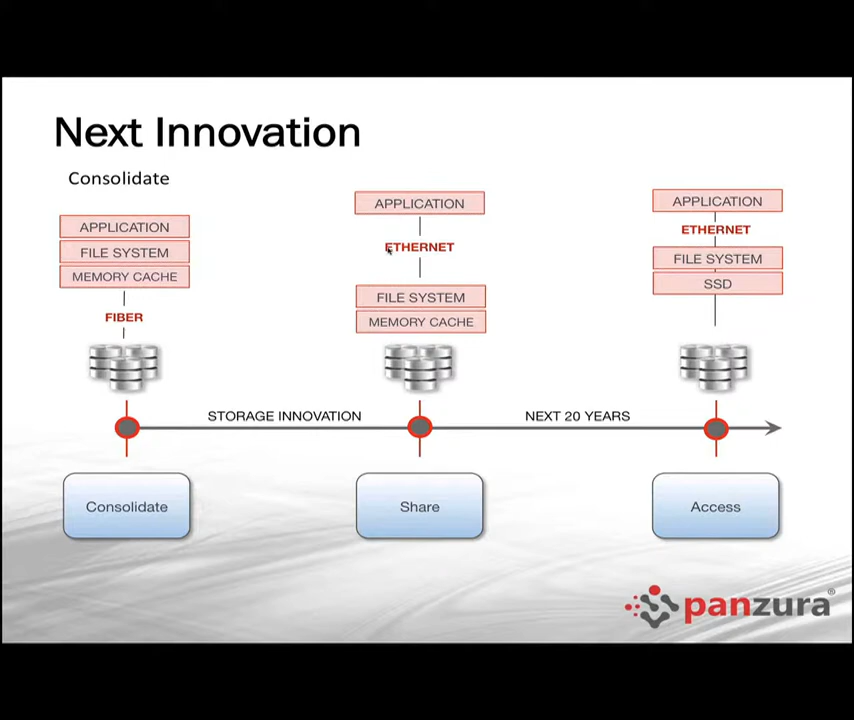 Next Innovation
Consolidate
APPLICATION
FILE SYSTEM
MEMORY CACHE
FIBER
APPLICATION
ETHERNET
FILE SYSTEM
MEMORY CACHE
APPLICATION
ETHERNET
FILE SYSTEM
SSD
STORAGE INNOVATION
NEXT 20 YEARS
Consolidate
Share
Access
panzura®